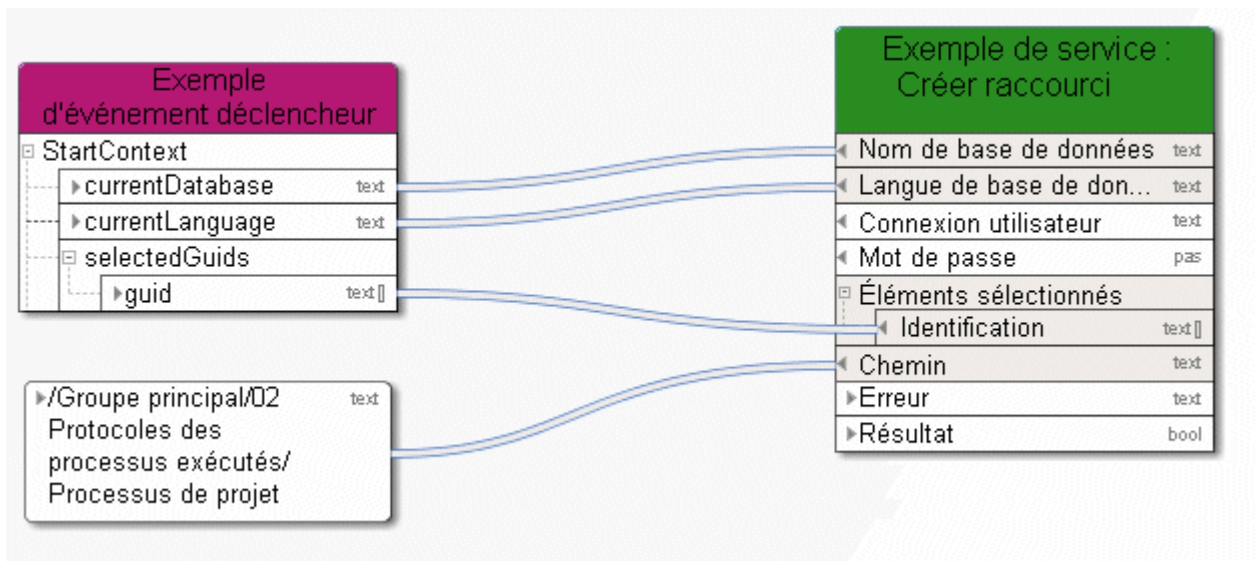 Exemple
d'événement déclencheur
StartContext
currentDatabase text
currentLanguage text
selectedGuids
guid text[]
/Groupe principal/02 text
Protocoles des
processus exécutés/
Processus de projet
Exemple de service :
Créer raccourci
Nom de base de données text
Langue de base de don... text
Connexion utilisateur text
Mot de passe pas
Éléments sélectionnés
Identification text[]
Chemin text
Erreur text
Résultat bool